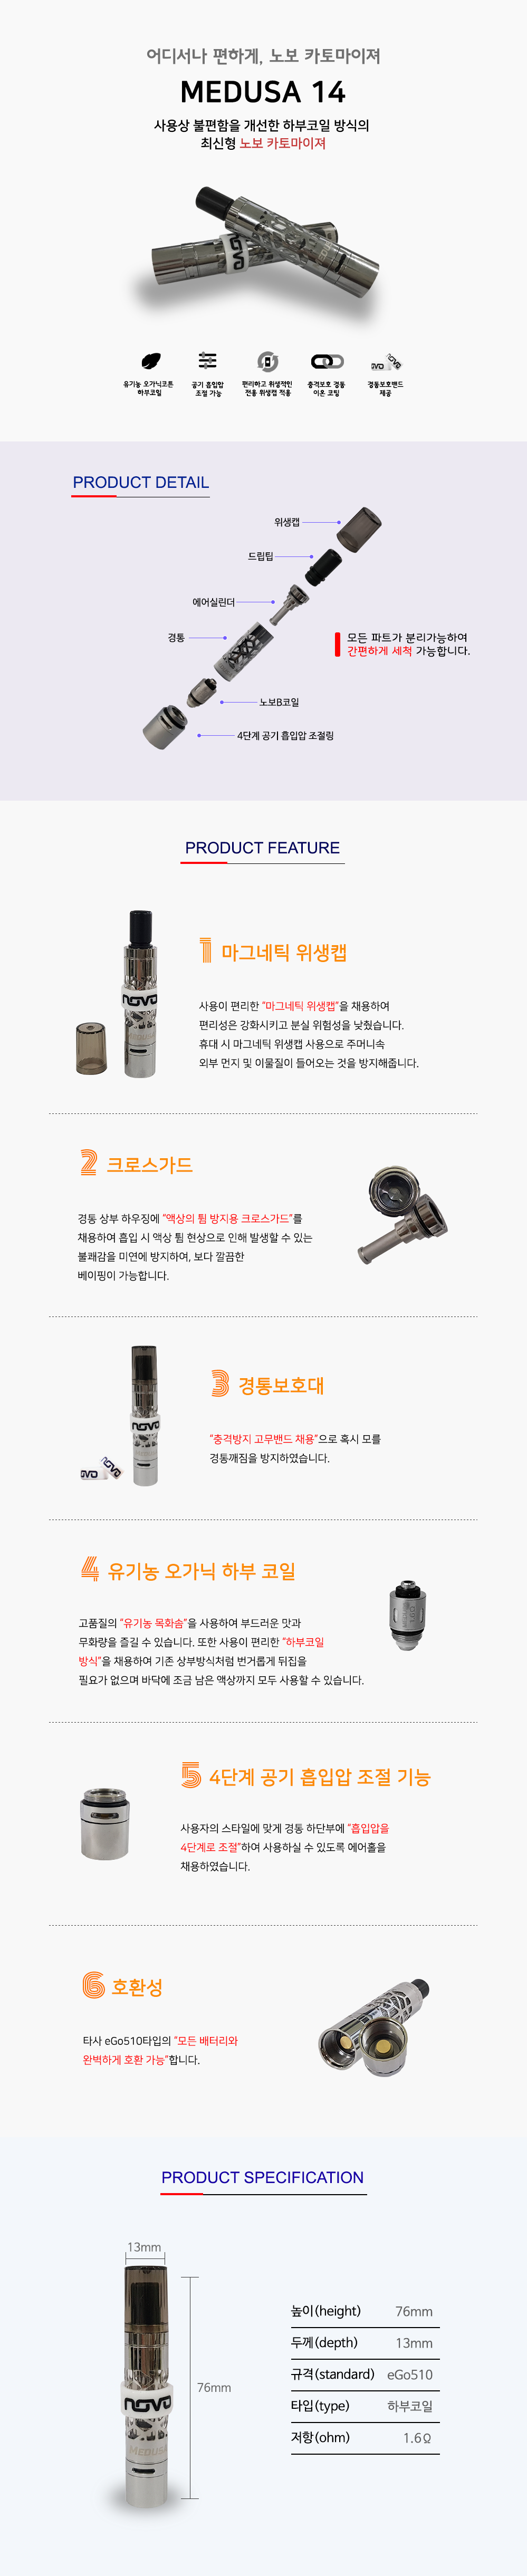 어디서나 편하게, 노보 카토마이져
MEDUSA 14
사용상 불편함을 개선한 하부코일 방식의
최신형 노보 카토마이져
NOVO
유기농 오가닉코튼
하부코일
공기 흡입압
조절 가능
편리하고 위생적인
전용 위생캡 적용
충격보호 경통
이온 코팅
경통보호밴드
제공
PRODUCT DETAIL
위생캡
드립팁
에어실린더
경통
모든 파트가 분리가능하여
간편하게 세척 가능합니다.
노보B코일
4단계 공기 흡입압 조절링
PRODUCT FEATURE
1 마그네틱 위생캡
사용이 편리한 "마그네틱 위생캡"을 채용하여
편리성은 강화시키고 분실 위험성을 낮췄습니다.
휴대 시 마그네틱 위생캡 사용으로 주머니속
외부 먼지 및 이물질이 들어오는 것을 방지해줍니다.
NOVO
MEDUSA
2 크로스가드
경통 상부 하우징에 "액상의 튐 방지용 크로스가드"를
채용하여 흡입 시 액상 튐 현상으로 인해 발생할 수 있는
불쾌감을 미연에 방지하여, 보다 깔끔한
베이핑이 가능합니다.
3 경통보호대
"충격방지 고무밴드 채용"으로 혹시 모를
경통깨짐을 방지하였습니다.
NOVO
4 유기농 오가닉 하부 코일
고품질의 "유기농 목화솜"을 사용하여 부드러운 맛과
무화량을 즐길 수 있습니다. 또한 사용이 편리한 "하부코일
방식"을 채용하여 기존 상부방식처럼 번거롭게 뒤집을
필요가 없으며 바닥에 조금 남은 액상까지 모두 사용할 수 있습니다.
5 4단계 공기 흡입압 조절 기능
사용자의 스타일에 맞게 경통 하단부에 "흡입압을
4단계로 조절"하여 사용하실 수 있도록 에어홀을
채용하였습니다.
6 호환성
타사 eGo510타입의 "모든 배터리와
완벽하게 호환 가능"합니다.
PRODUCT SPECIFICATION
13mm
76mm
NOVO
MEDUSA
높이(height) 76mm
두께(depth) 13mm
규격(standard) eGo510
타입(type) 하부코일
저항(ohm) 1.6Ω